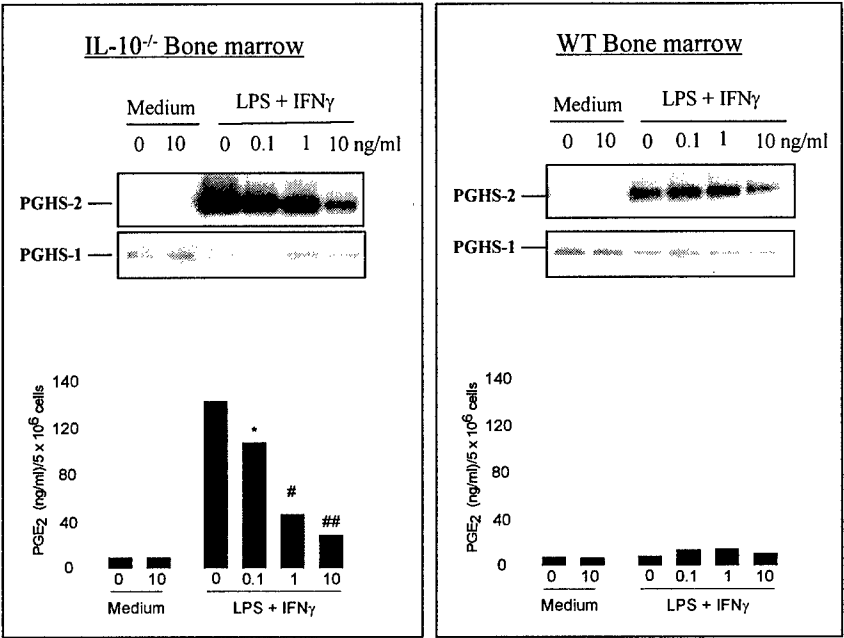 IL-10-/- Bone marrow
Medium LPS + IFNγ
0 10 0 0.1 1 10 ng/ml
PGHS-2
PGHS-1
140
120
80
40
0
PGE2 (ng/ml)/5 x 10^6 cells
*
#
##
0 10 0 0.1 1 10
Medium LPS + IFNγ
WT Bone marrow
Medium LPS + IFNγ
0 10 0 0.1 1 10 ng/ml
PGHS-2
PGHS-1
140
120
80
40
0
PGE2 (ng/ml)/5 x 10^6 cells
0 10 0 0.1 1 10
Medium LPS + IFNγ